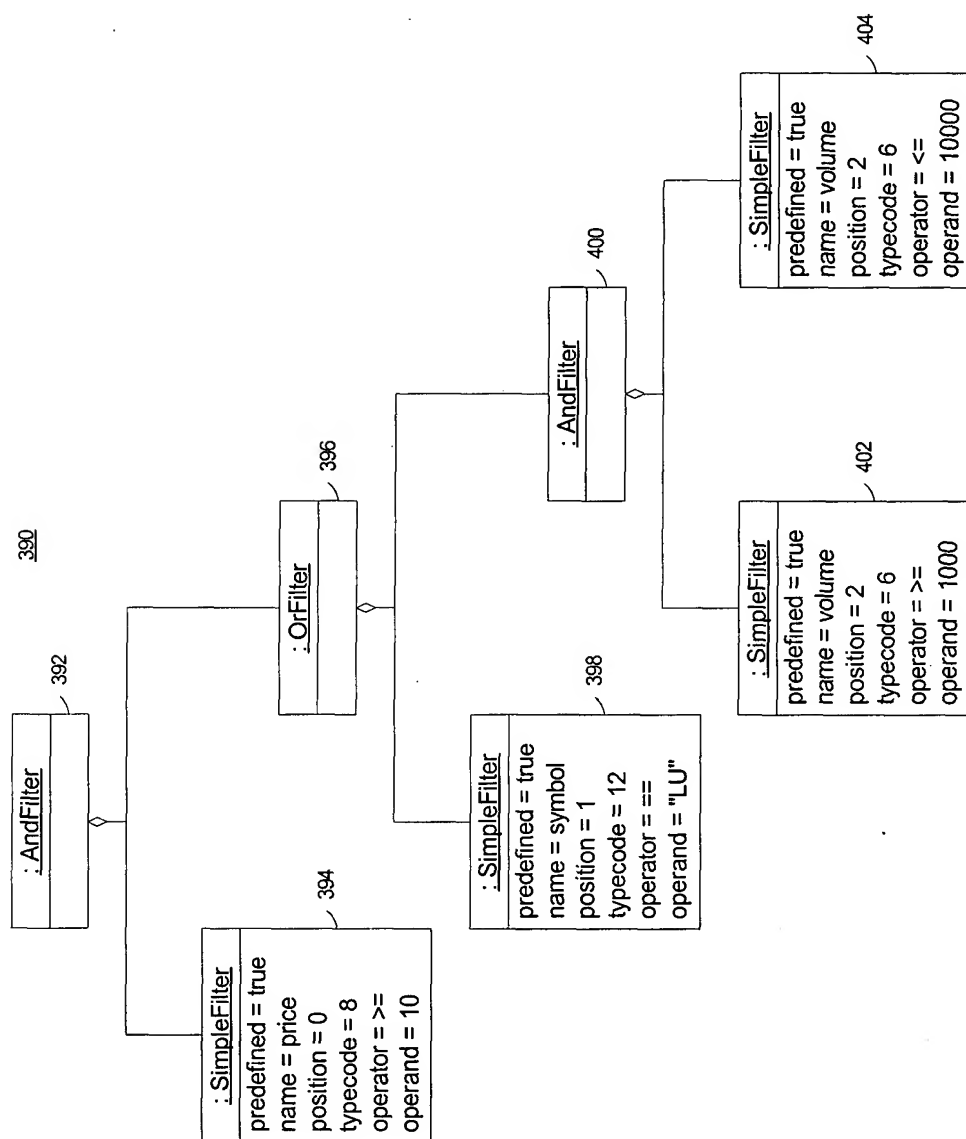 390
: AndFilter
392
: SimpleFilter
predefined = true
name = price
position = 0
typecode = 8
operator = >=
operand = 10
394
: OrFilter
396
: SimpleFilter
predefined = true
name = symbol
position = 1
typecode = 12
operator = ==
operand = "LU"
398
: AndFilter
400
: SimpleFilter
predefined = true
name = volume
position = 2
typecode = 6
operator = >=
operand = 1000
402
: SimpleFilter
predefined = true
name = volume
position = 2
typecode = 6
operator = <=
operand = 10000
404